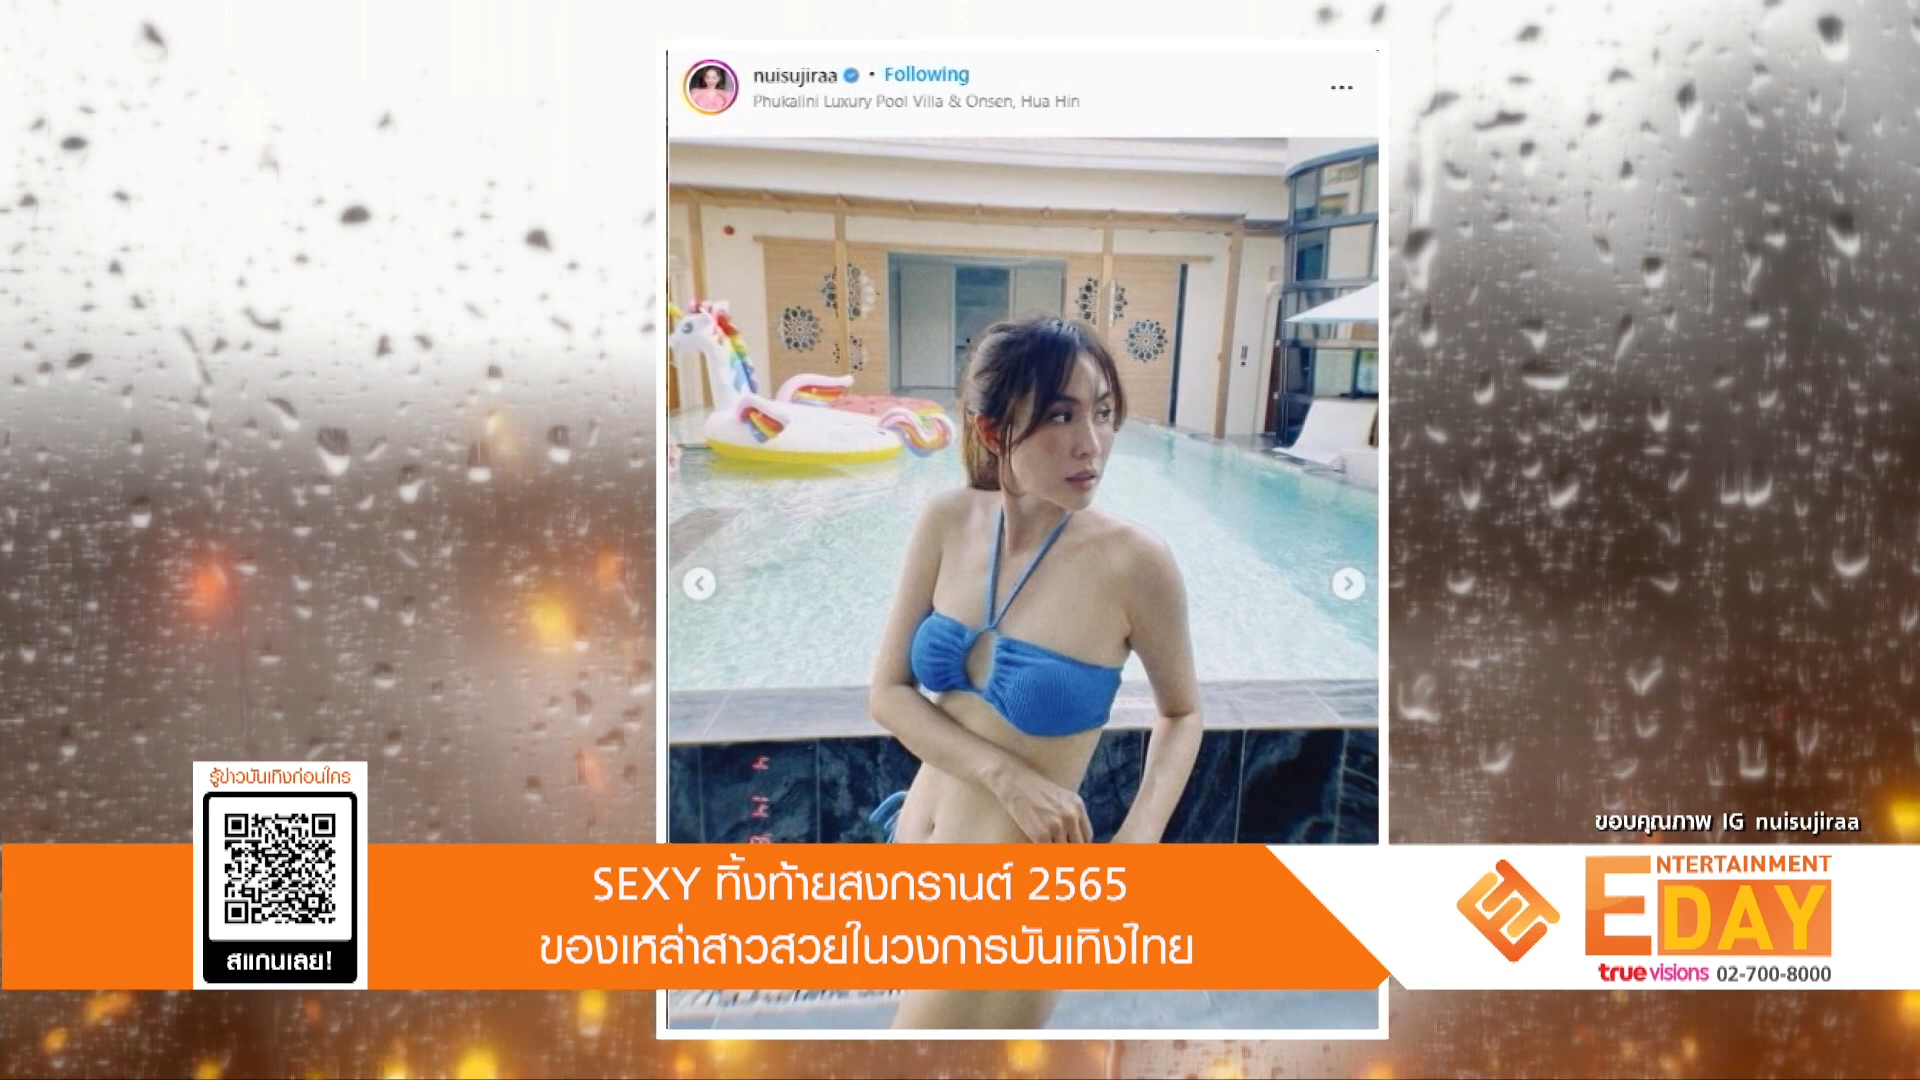 nuisujiraa • Following
Phukalini Luxury Pool Villa & Onsen, Hua Hin
รู้ข่าวบันเทิงก่อนใคร
สแกนเลย!
ขอบคุณภาพ IG nuisujiraa
SEXY ทิ้งท้ายสงกรานต์ 2565
ของเหล่าสาวสวยในวงการบันเทิงไทย
ENTERTAINMENT
DAY
truevisions 02-700-8000